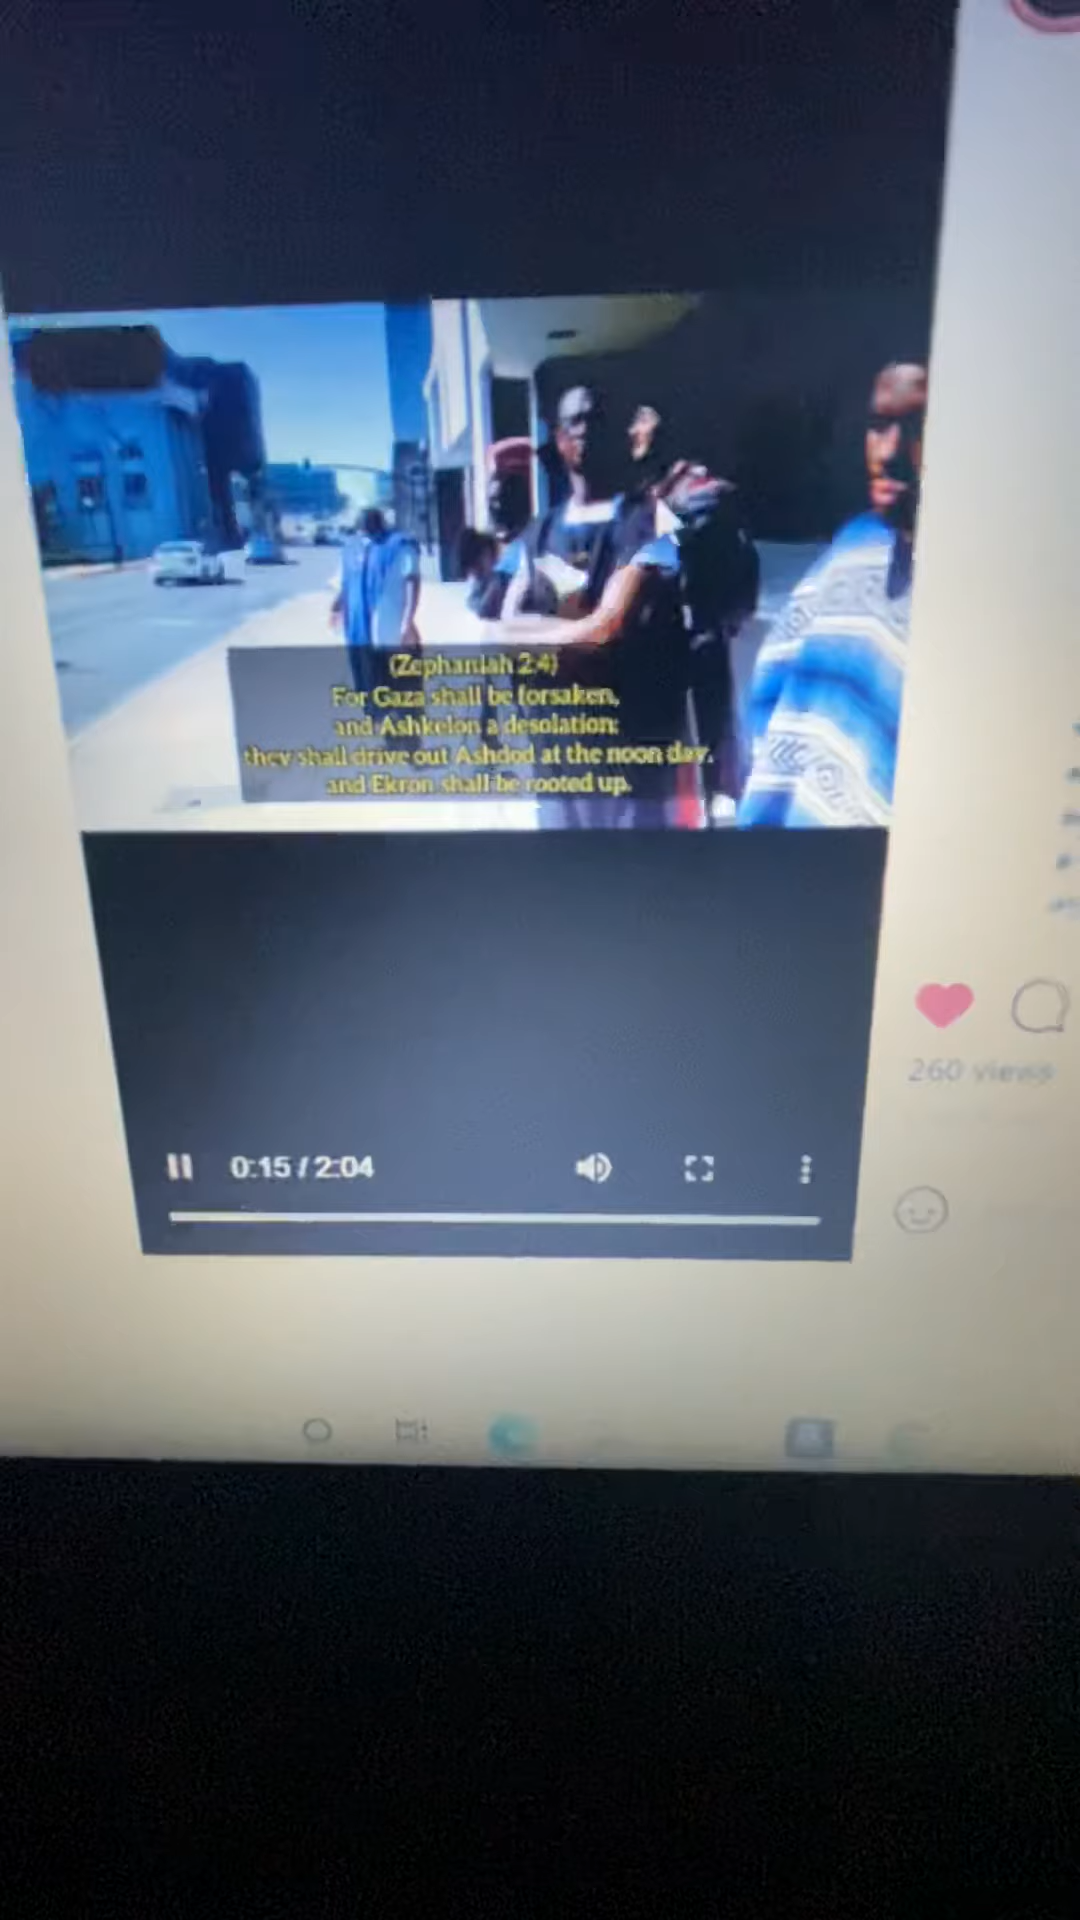 (Zephaniah 2:4)
For Gaza shall be forsaken,
and Ashkelon a desolation:
they shall drive out Ashdod at the noon day,
and Ekron shall be rooted up.
260 views
0:15 / 2:04